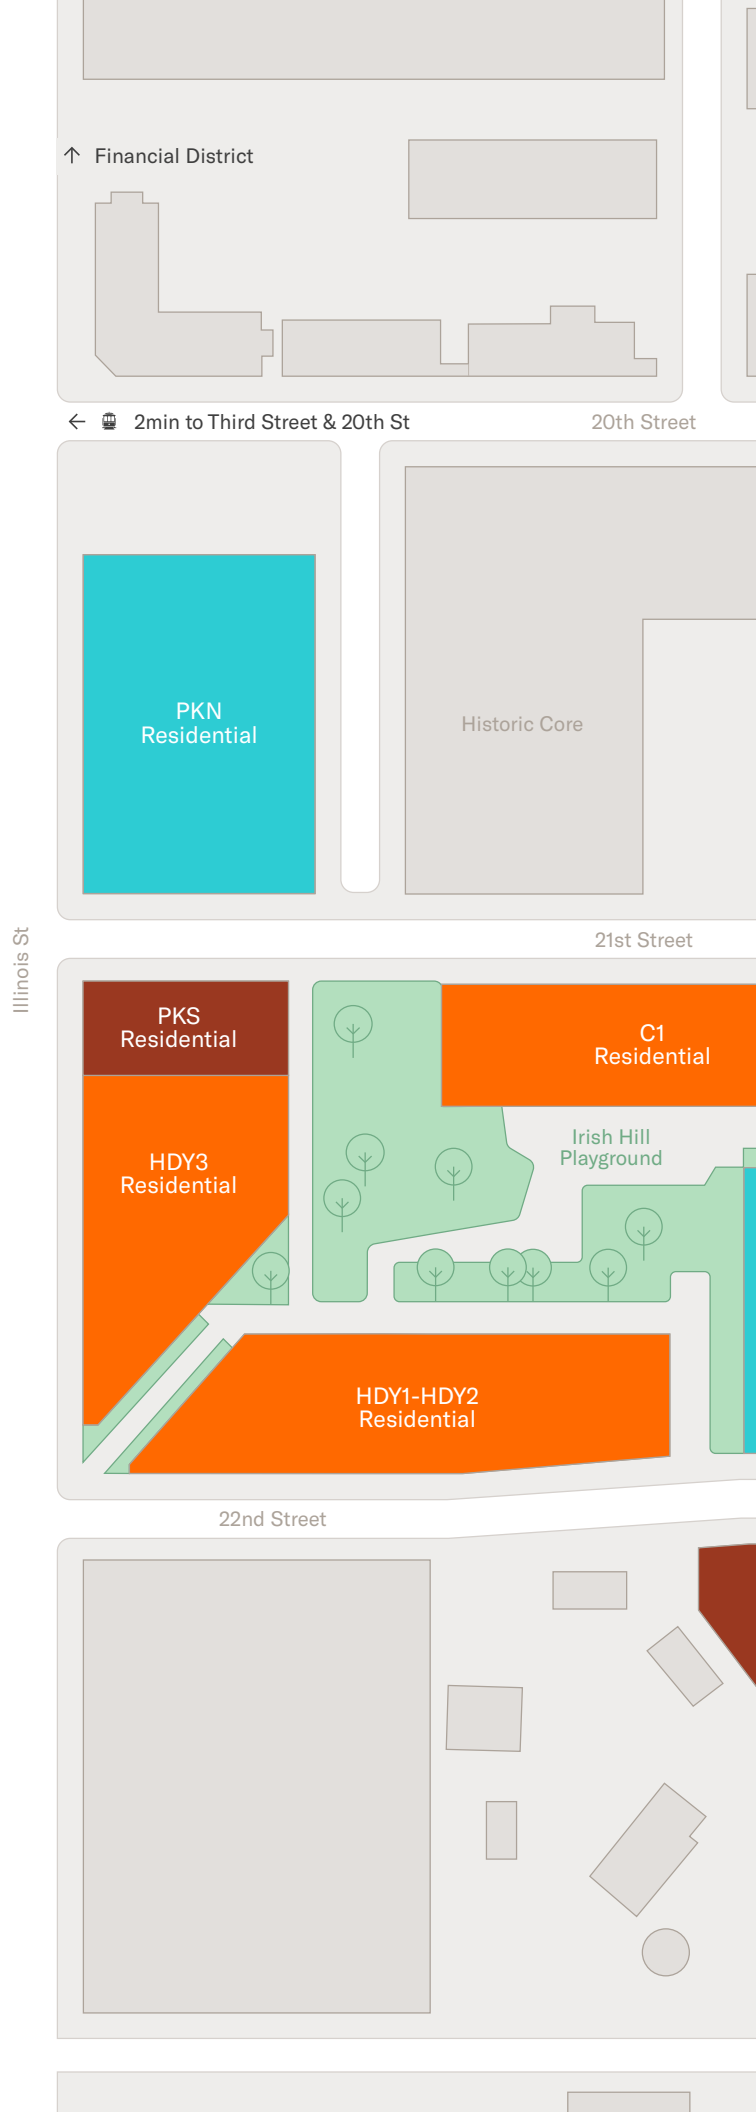 ↑ Financial District
← 2min to Third Street & 20th St
20th Street
PKN
Residential
Historic Core
Illinois St
21st Street
PKS
Residential
C1
Residential
HDY3
Residential
Irish Hill
Playground
HDY1-HDY2
Residential
22nd Street